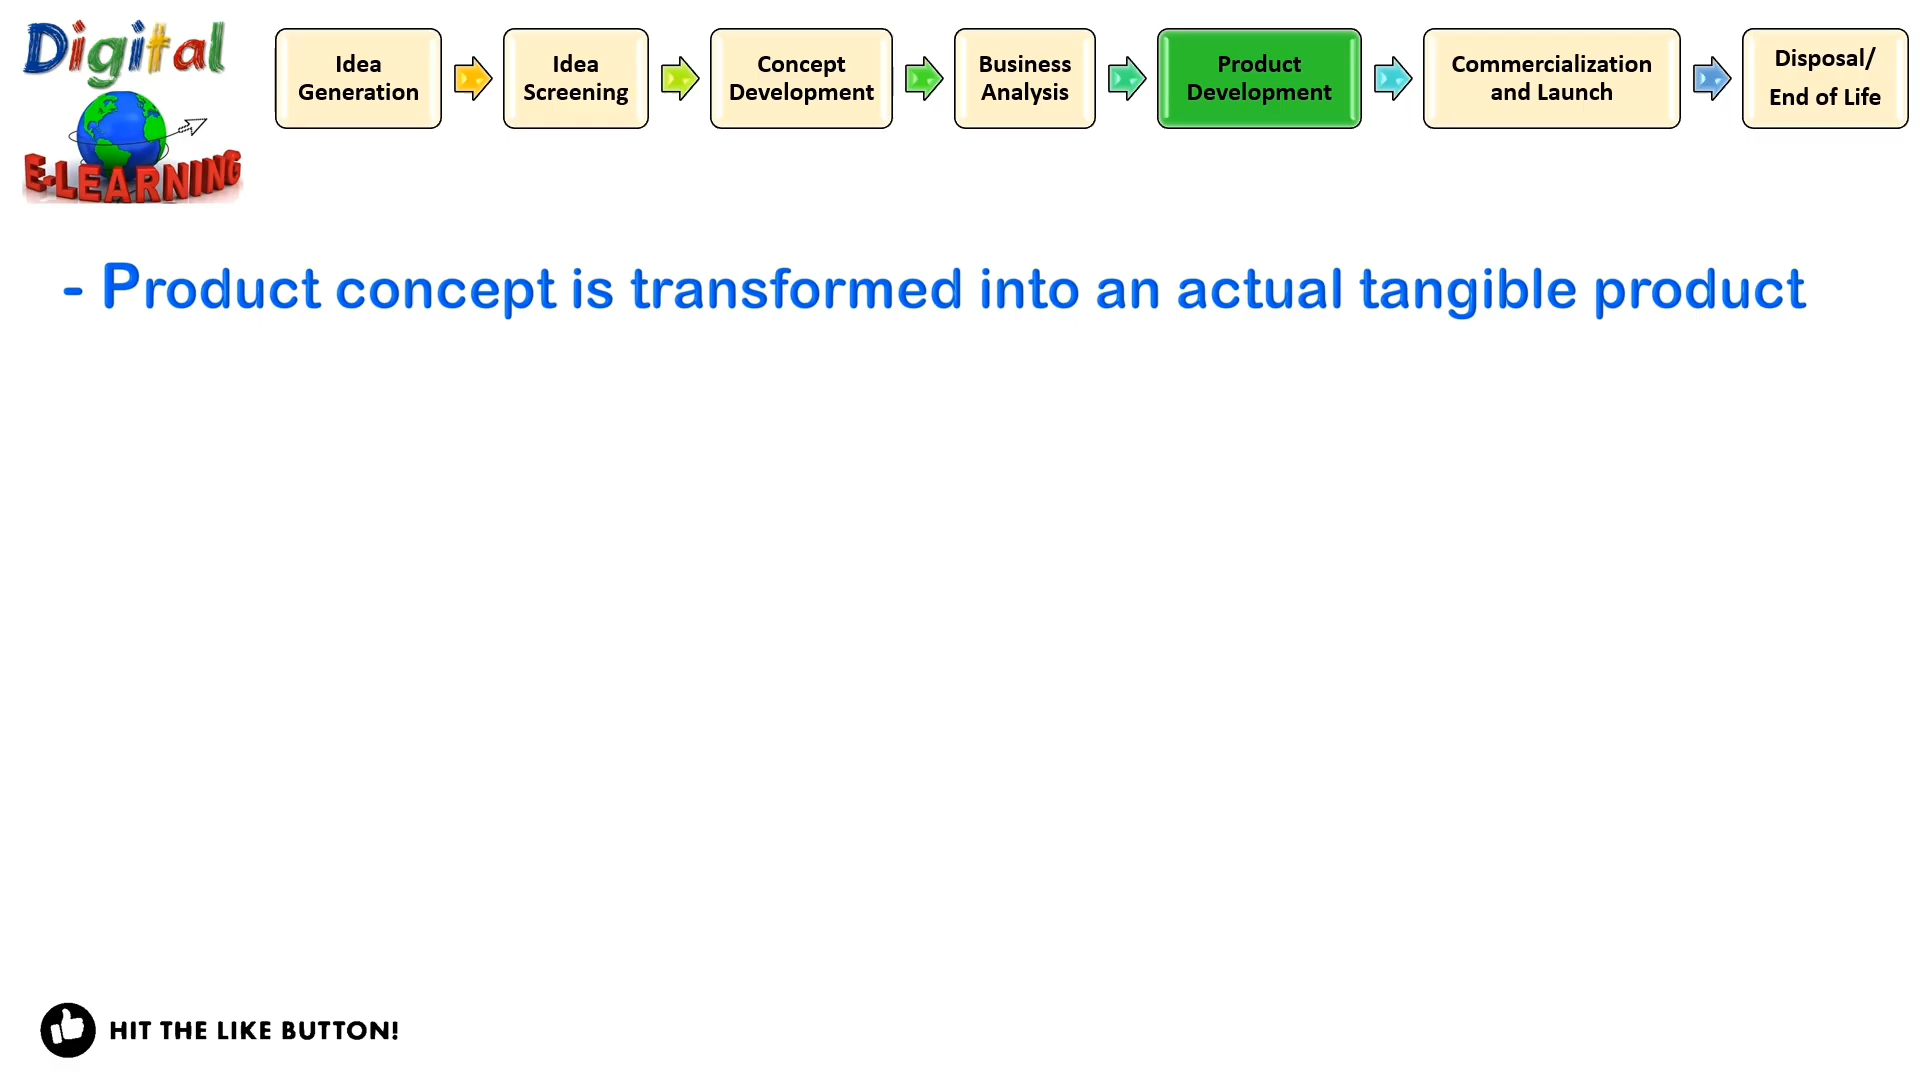 Digital
E-LEARNING
Idea
Generation
Idea
Screening
Concept
Development
Business
Analysis
Product
Development
Commercialization
and Launch
Disposal/
End of Life
- Product concept is transformed into an actual tangible product
HIT THE LIKE BUTTON!